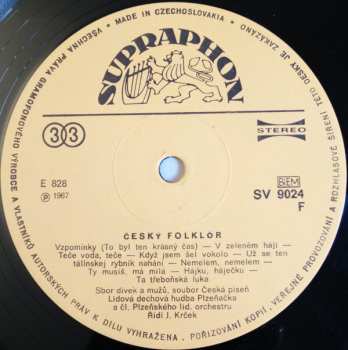 VŠECHNA PRÁVA GRAMOFONOVÉHO VÝROBCE A VLASTNÍKŮ AUTORSKÝCH PRÁV K DÍLU VYHRAŽENA. POŘIZOVÁNÍ KOPIÍ, VEREJNÉ PROVOZOVÁNÍ A ROZHLASOVÉ ŠÍŘENÍ TÉTO DESKY JE ZAKÁZÁNO
• MADE IN CZECHOSLOVAKIA •
SUPRAPHON
33
STEREO
E 828
℗ 1967
BIEM
SV 9024
F
ČESKÝ FOLKLOR
Vzpomínky (To byl ten krásný čas) — V zeleném háji —
Teče voda, teče — Když jsem šel vokolo — Už se ten
tálinskej rybník nahání — Nemelem, nemelem —
Ty musíš, má milá — Hájku, háječku —
Ta třeboňská luka
Sbor dívek a mužů, soubor Česká píseň
Lidová dechová hudba Plzeňačka
a čl. Plzeňského lid. orchestru
Řídí J. Krček